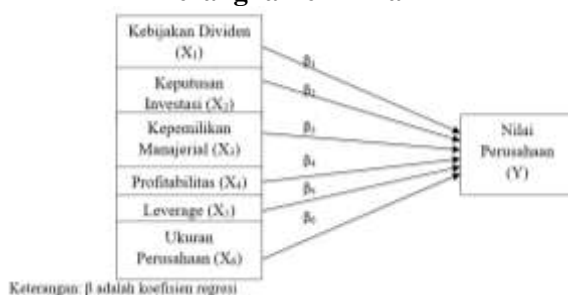 Kebijakan Dividen
(X₁)
Keputusan
Investasi (X₂)
Kepemilikan
Manajerial (X₃)
Profitabilitas (X₄)
Leverage (X₅)
Ukuran
Perusahaan (X₆)
β₁
β₂
β₃
β₄
β₅
β₆
Nilai
Perusahaan
(Y)
Keterangan: β adalah koefisien regresi